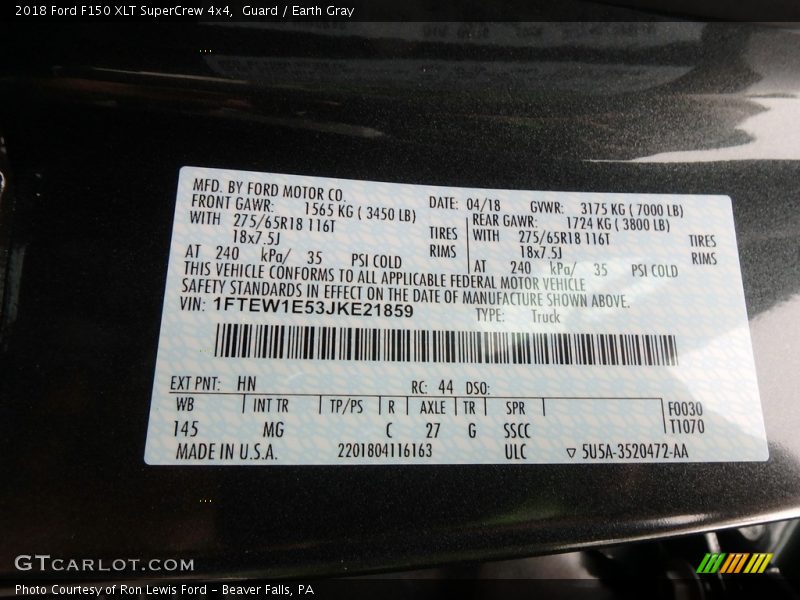 2018 Ford F150 XLT SuperCrew 4x4,  Guard / Earth Gray
MFD. BY FORD MOTOR CO.
DATE: 04/18 GVWR: 3175 KG ( 7000 LB)
FRONT GAWR: 1565 KG ( 3450 LB)
REAR GAWR: 1724 KG ( 3800 LB)
WITH 275/65R18 116T TIRES
WITH 275/65R18 116T TIRES
18x7.5J RIMS
18x7.5J RIMS
AT 240 kPa/ 35 PSI COLD
AT 240 kPa/ 35 PSI COLD
THIS VEHICLE CONFORMS TO ALL APPLICABLE FEDERAL MOTOR VEHICLE
SAFETY STANDARDS IN EFFECT ON THE DATE OF MANUFACTURE SHOWN ABOVE.
VIN: 1FTEW1E53JKE21859 TYPE: Truck
EXT PNT: HN RC: 44 DSO:
WB INT TR TP/PS R AXLE TR SPR F0030
145 MG C 27 G SSCC T1070
MADE IN U.S.A. 2201804116163 ULC ▽ 5U5A-3520472-AA
GTCARLOT.COM
Photo Courtesy of Ron Lewis Ford - Beaver Falls, PA